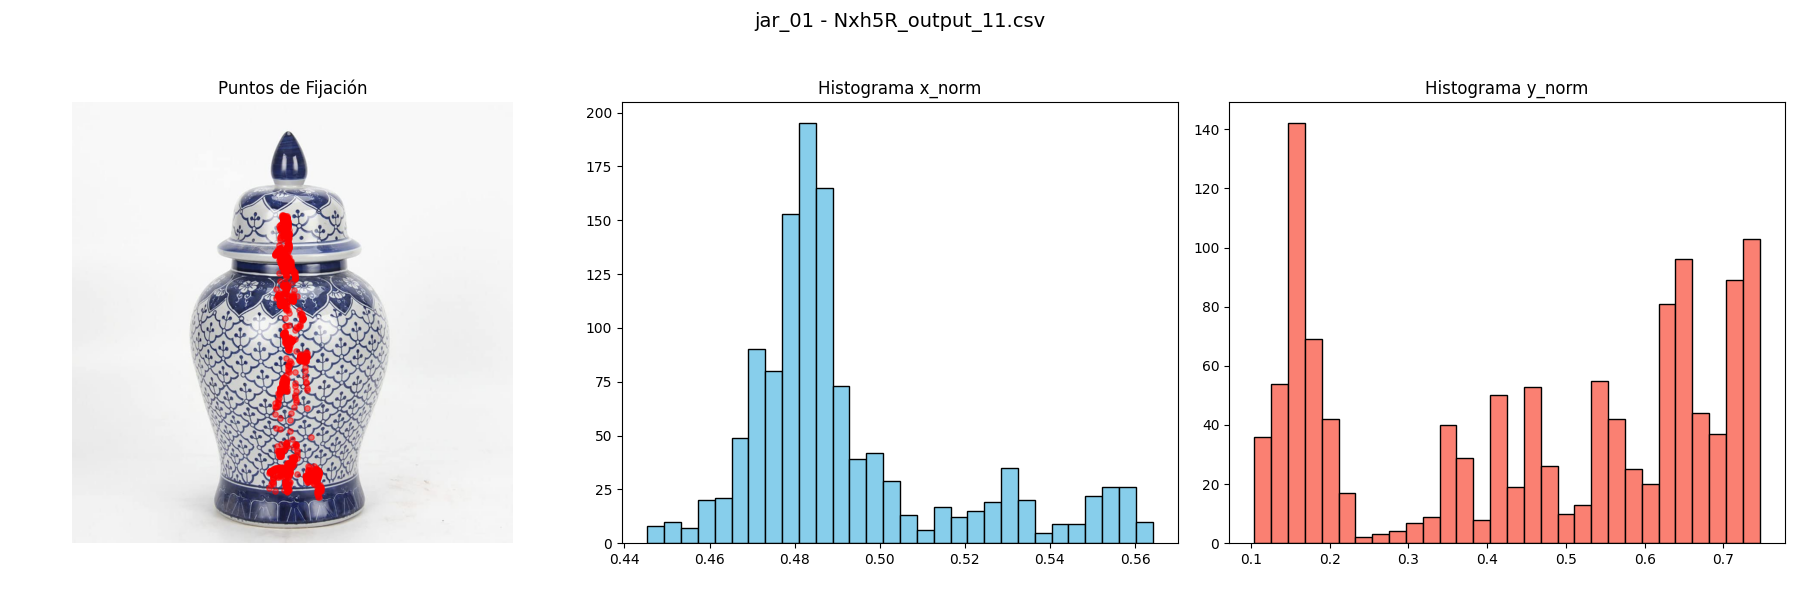 jar_01 - Nxh5R_output_11.csv
Puntos de Fijación
Histograma x_norm
Histograma y_norm
200
175
150
125
100
75
50
25
0
0.44 0.46 0.48 0.50 0.52 0.54 0.56
140
120
100
80
60
40
20
0
0.1 0.2 0.3 0.4 0.5 0.6 0.7